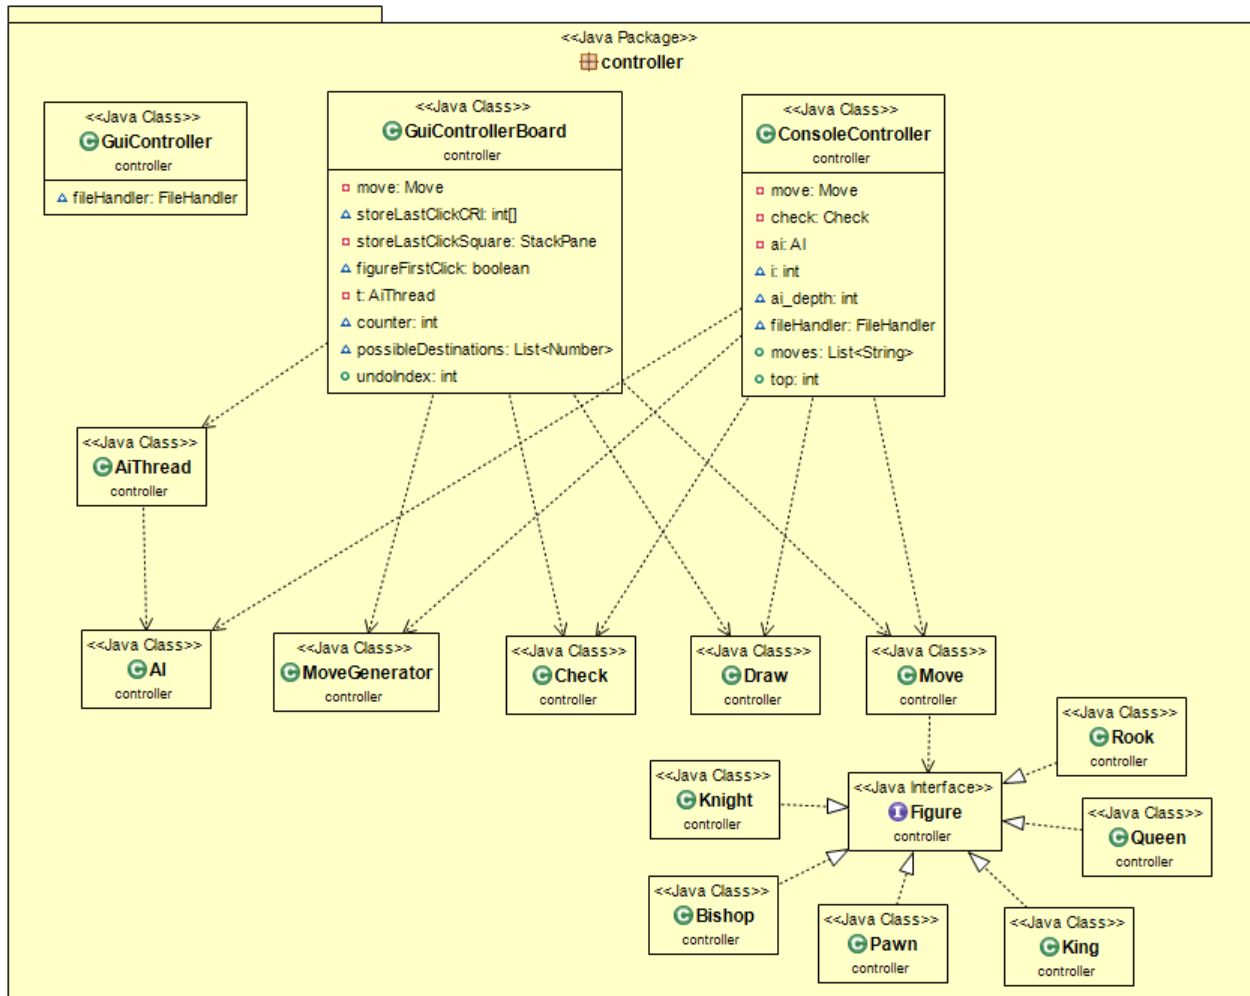 <<Java Package>>
controller
<<Java Class>>
GuiController
controller
fileHandler: FileHandler
<<Java Class>>
GuiControllerBoard
controller
move: Move
storeLastClickCRI: int[]
storeLastClickSquare: StackPane
figureFirstClick: boolean
t: AiThread
counter: int
possibleDestinations: List<Number>
undoIndex: int
<<Java Class>>
ConsoleController
controller
move: Move
check: Check
ai: AI
i: int
ai_depth: int
fileHandler: FileHandler
moves: List<String>
top: int
<<Java Class>>
AiThread
controller
<<Java Class>>
AI
controller
<<Java Class>>
MoveGenerator
controller
<<Java Class>>
Check
controller
<<Java Class>>
Draw
controller
<<Java Class>>
Move
controller
<<Java Class>>
Rook
controller
<<Java Class>>
Knight
controller
<<Java Interface>>
Figure
controller
<<Java Class>>
Queen
controller
<<Java Class>>
Bishop
controller
<<Java Class>>
Pawn
controller
<<Java Class>>
King
controller